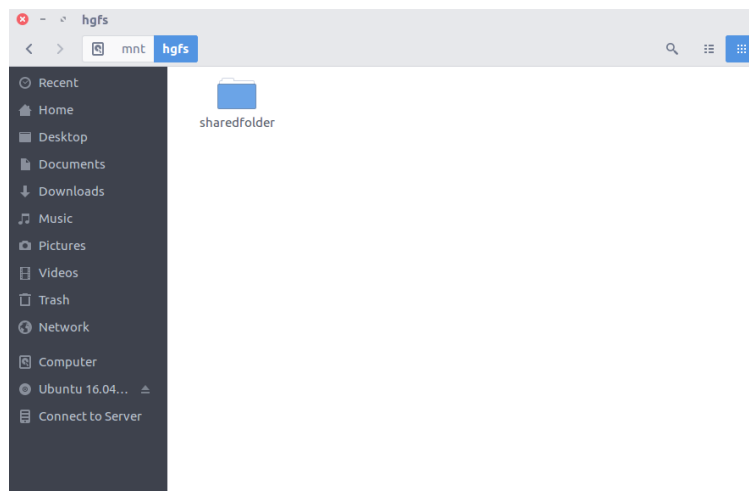 hgfs
mnt hgfs
Recent
Home
Desktop
Documents
Downloads
Music
Pictures
Videos
Trash
Network
Computer
Ubuntu 16.04...
Connect to Server
sharedfolder